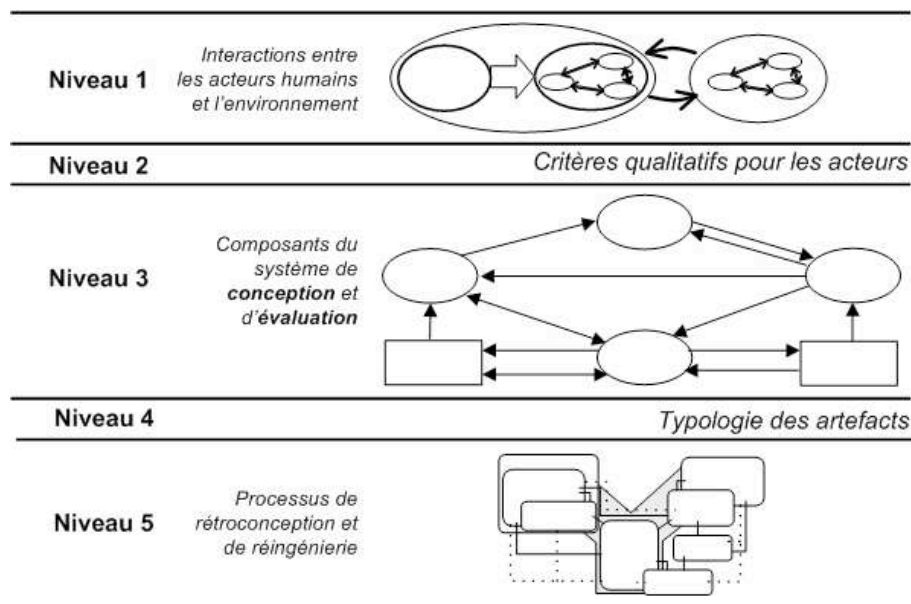 Niveau 1
Interactions entre
les acteurs humains
et l'environnement
Niveau 2
Critères qualitatifs pour les acteurs
Niveau 3
Composants du
système de
conception et
d'évaluation
Niveau 4
Typologie des artefacts
Niveau 5
Processus de
rétroconception et
de réingénierie